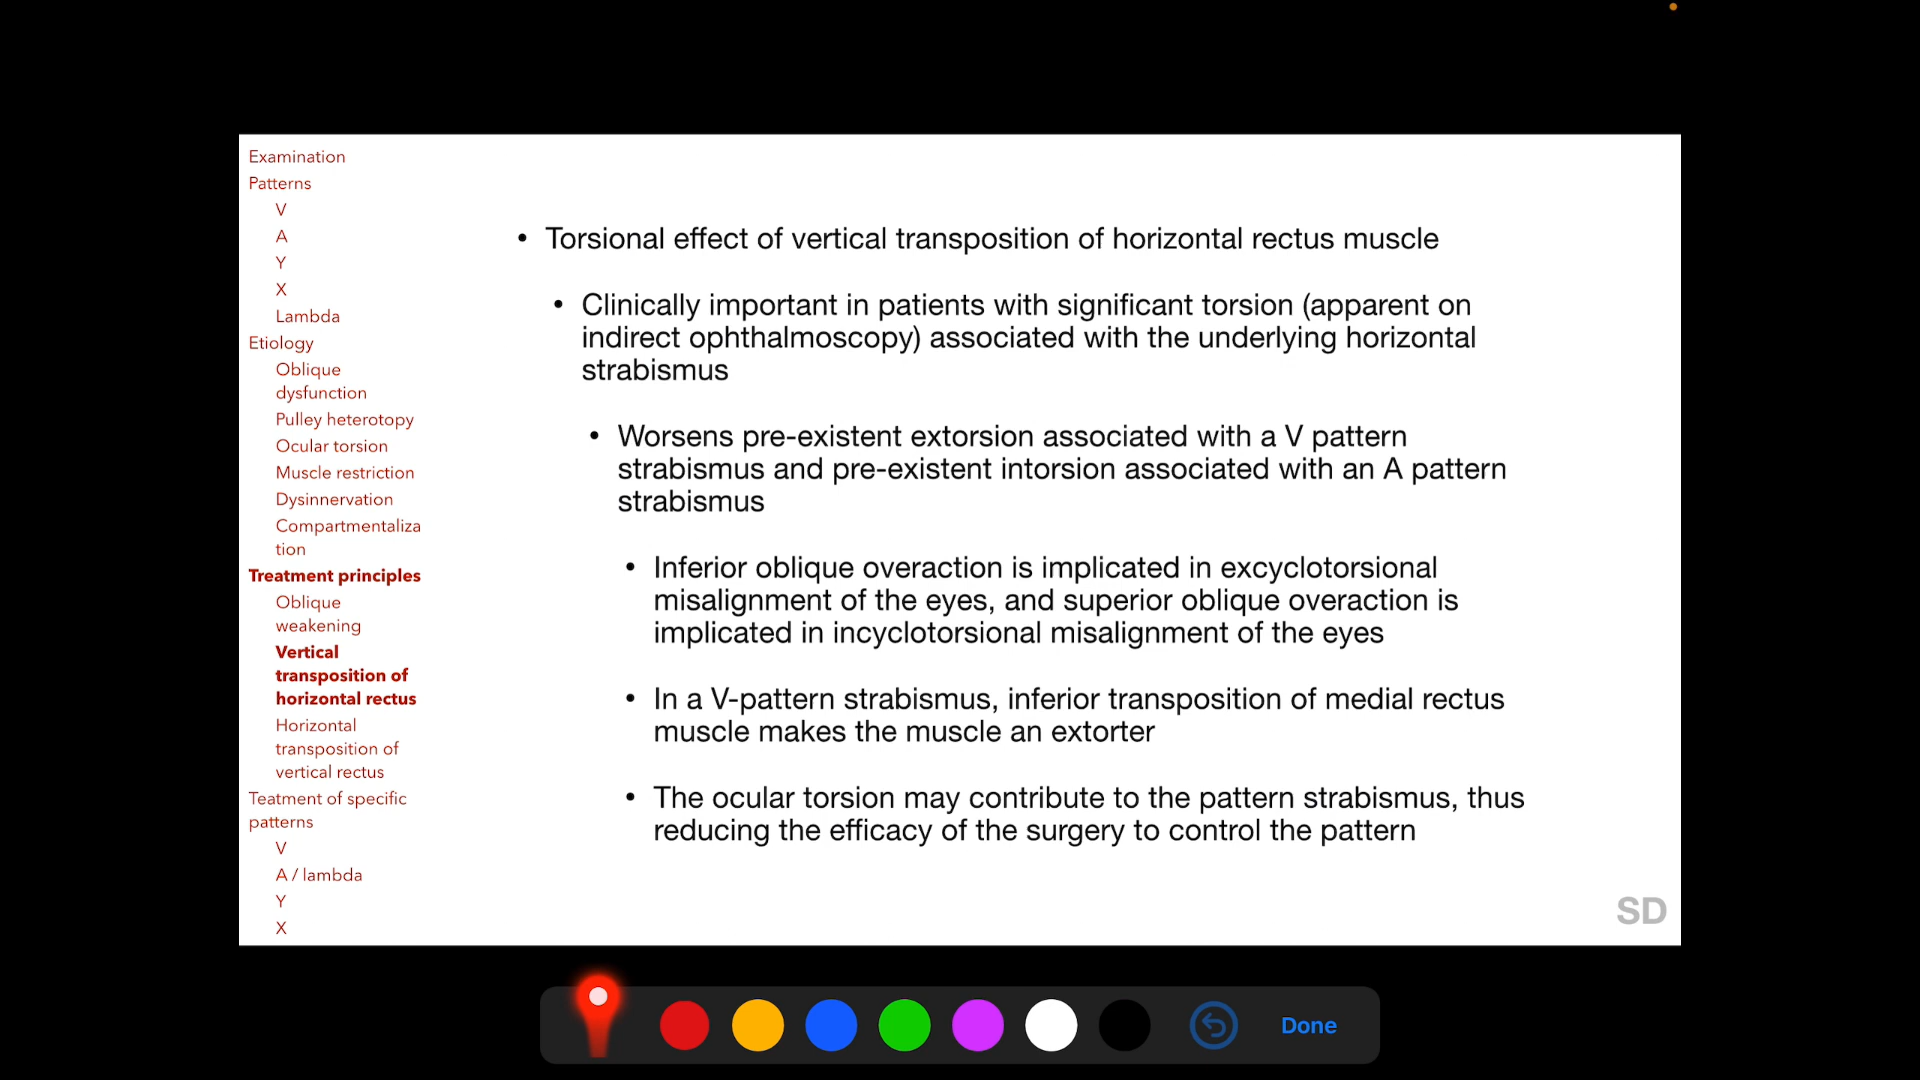 Examination
Patterns
V
A
Y
X
Lambda
Etiology
Oblique
dysfunction
Pulley heterotopy
Ocular torsion
Muscle restriction
Dysinnervation
Compartmentaliza
tion
Treatment principles
Oblique
weakening
Vertical
transposition of
horizontal rectus
Horizontal
transposition of
vertical rectus
Teatment of specific
patterns
V
A / lambda
Y
X
• Torsional effect of vertical transposition of horizontal rectus muscle
• Clinically important in patients with significant torsion (apparent on
indirect ophthalmoscopy) associated with the underlying horizontal
strabismus
• Worsens pre-existent extorsion associated with a V pattern
strabismus and pre-existent intorsion associated with an A pattern
strabismus
• Inferior oblique overaction is implicated in excyclotorsional
misalignment of the eyes, and superior oblique overaction is
implicated in incyclotorsional misalignment of the eyes
• In a V-pattern strabismus, inferior transposition of medial rectus
muscle makes the muscle an extorter
• The ocular torsion may contribute to the pattern strabismus, thus
reducing the efficacy of the surgery to control the pattern
SD
Done